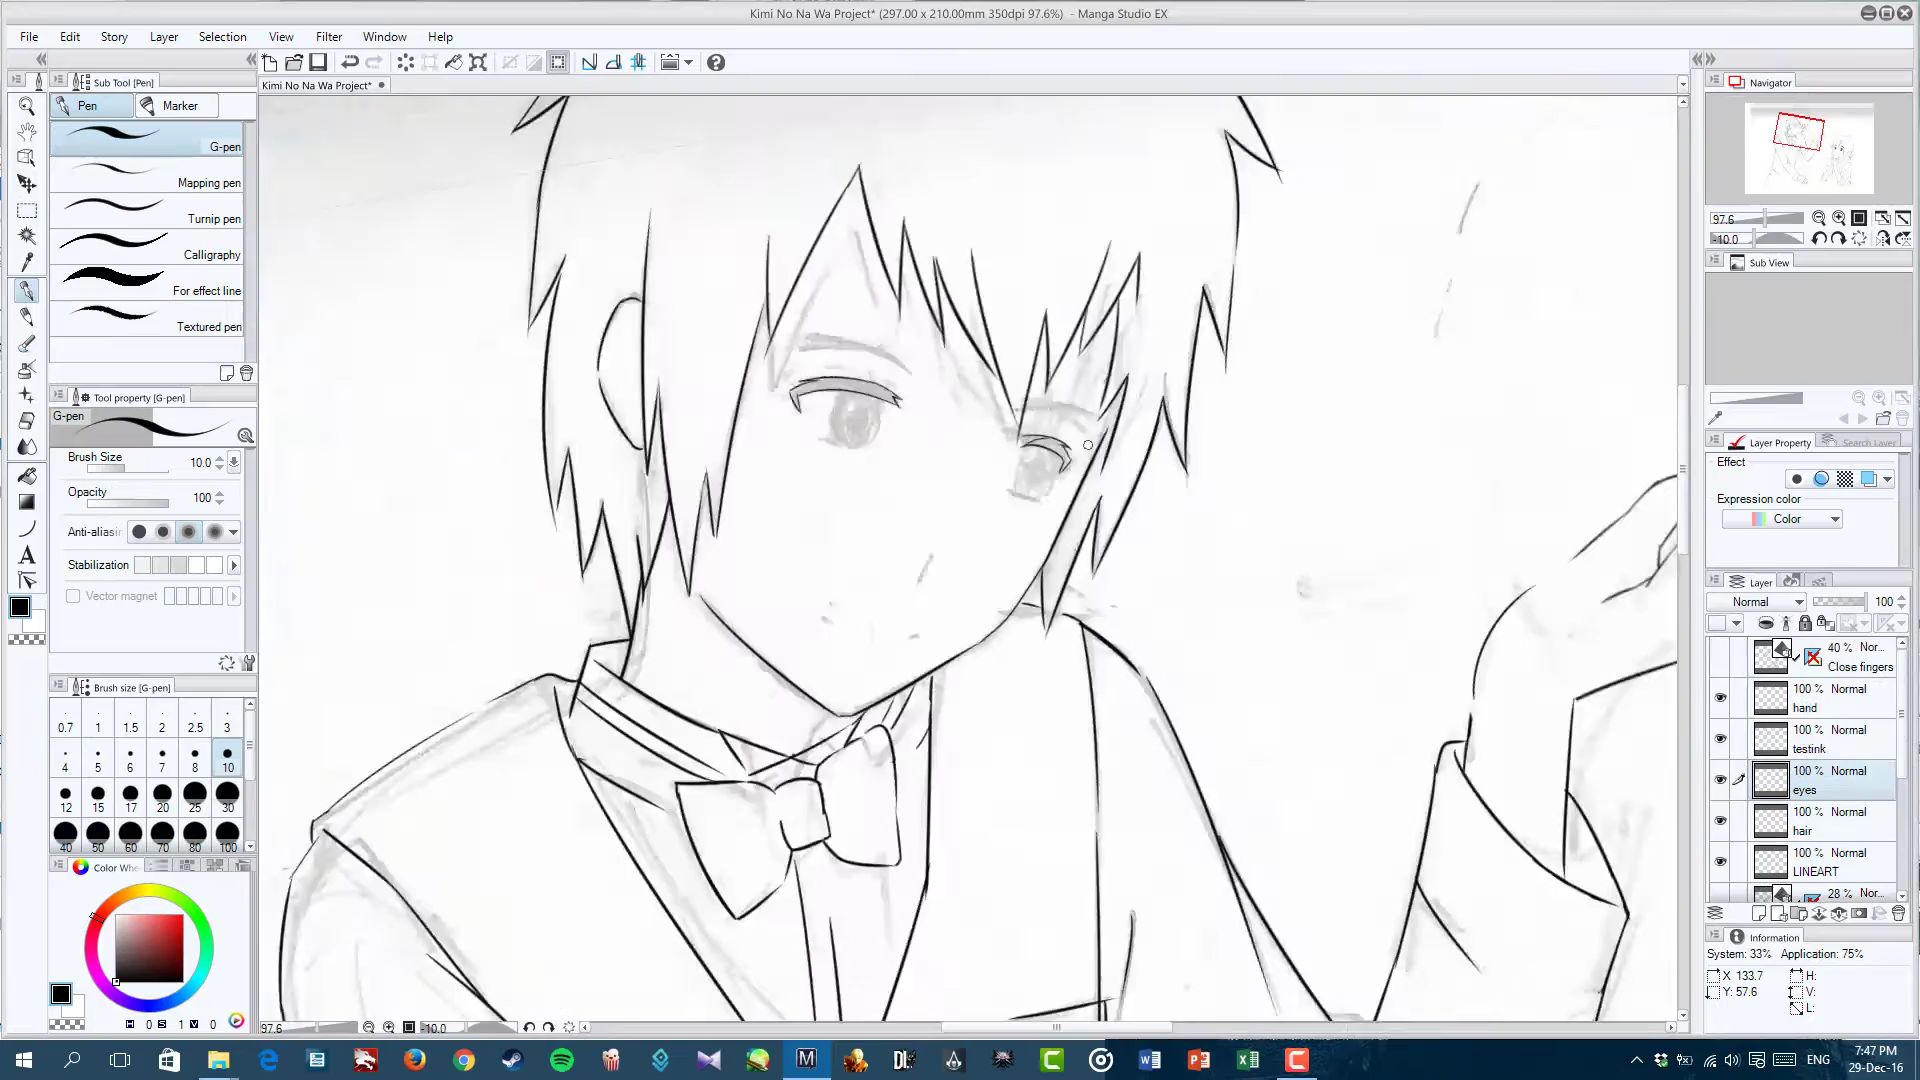 Kimi No Na Wa Project* (297.00 x 210.00mm 350dpi 97.6%) - Manga Studio EX
File Edit Story Layer Selection View Filter Window Help
Sub Tool [Pen]
Kimi No Na Wa Project*
Navigator
Pen Marker
G-pen
Mapping pen
Turnip pen
Calligraphy
For effect line
Textured pen
97.6
-10.0
Sub View
Tool property [G-pen]
G-pen
Brush Size 10.0
Opacity 100
Anti-aliasin
Stabilization
Vector magnet
Layer Property Search Layer
Effect
Expression color
Color
Layer
Normal 100
40 % Nor...
Close fingers
100 % Normal
hand
100 % Normal
testink
100 % Normal
eyes
100 % Normal
hair
100 % Normal
LINEART
28 % Nor...
Brush size [G-pen]
0.7 1 1.5 2 2.5 3
4 5 6 7 8 10
12 15 17 20 25 30
40 50 60 70 80 100
Color Whe
H 0 S 1 V 0
97.6 -10.0
Information
System: 33% Application: 75%
X 133.7 H:
Y: 57.6 V:
L:
ENG
7:47 PM
29-Dec-16